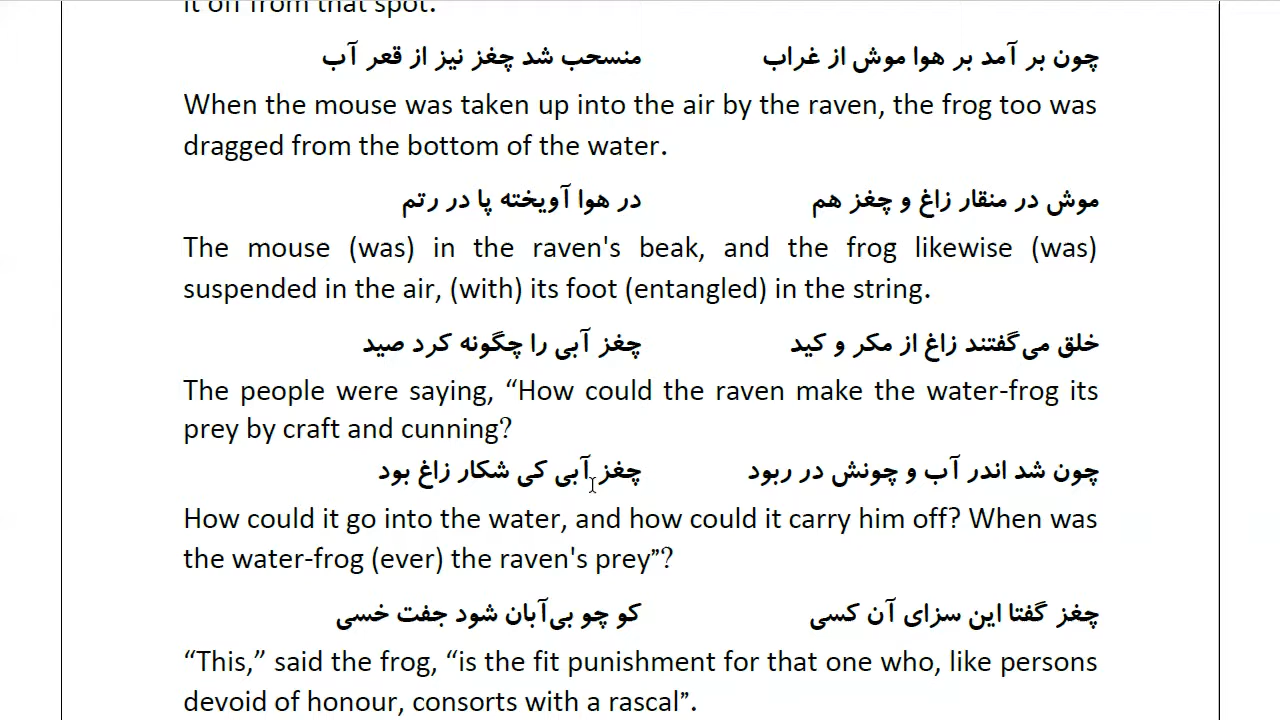 it off from that spot.
چون بر آمد بر هوا موش از غراب منسحب شد چغز نیز از قعر آب
When the mouse was taken up into the air by the raven, the frog too was
dragged from the bottom of the water.
موش در منقار زاغ و چغز هم در هوا آویخته پا در رتم
The mouse (was) in the raven's beak, and the frog likewise (was)
suspended in the air, (with) its foot (entangled) in the string.
خلق می‌گفتند زاغ از مکر و کید چغز آبی را چگونه کرد صید
The people were saying, “How could the raven make the water-frog its
prey by craft and cunning?
چون شد اندر آب و چونش در ربود چغز آبی کی شکار زاغ بود
How could it go into the water, and how could it carry him off? When was
the water-frog (ever) the raven's prey”?
چغز گفتا این سزای آن کسی کو چو بی‌آبان شود جفت خسی
“This,” said the frog, “is the fit punishment for that one who, like persons
devoid of honour, consorts with a rascal”.